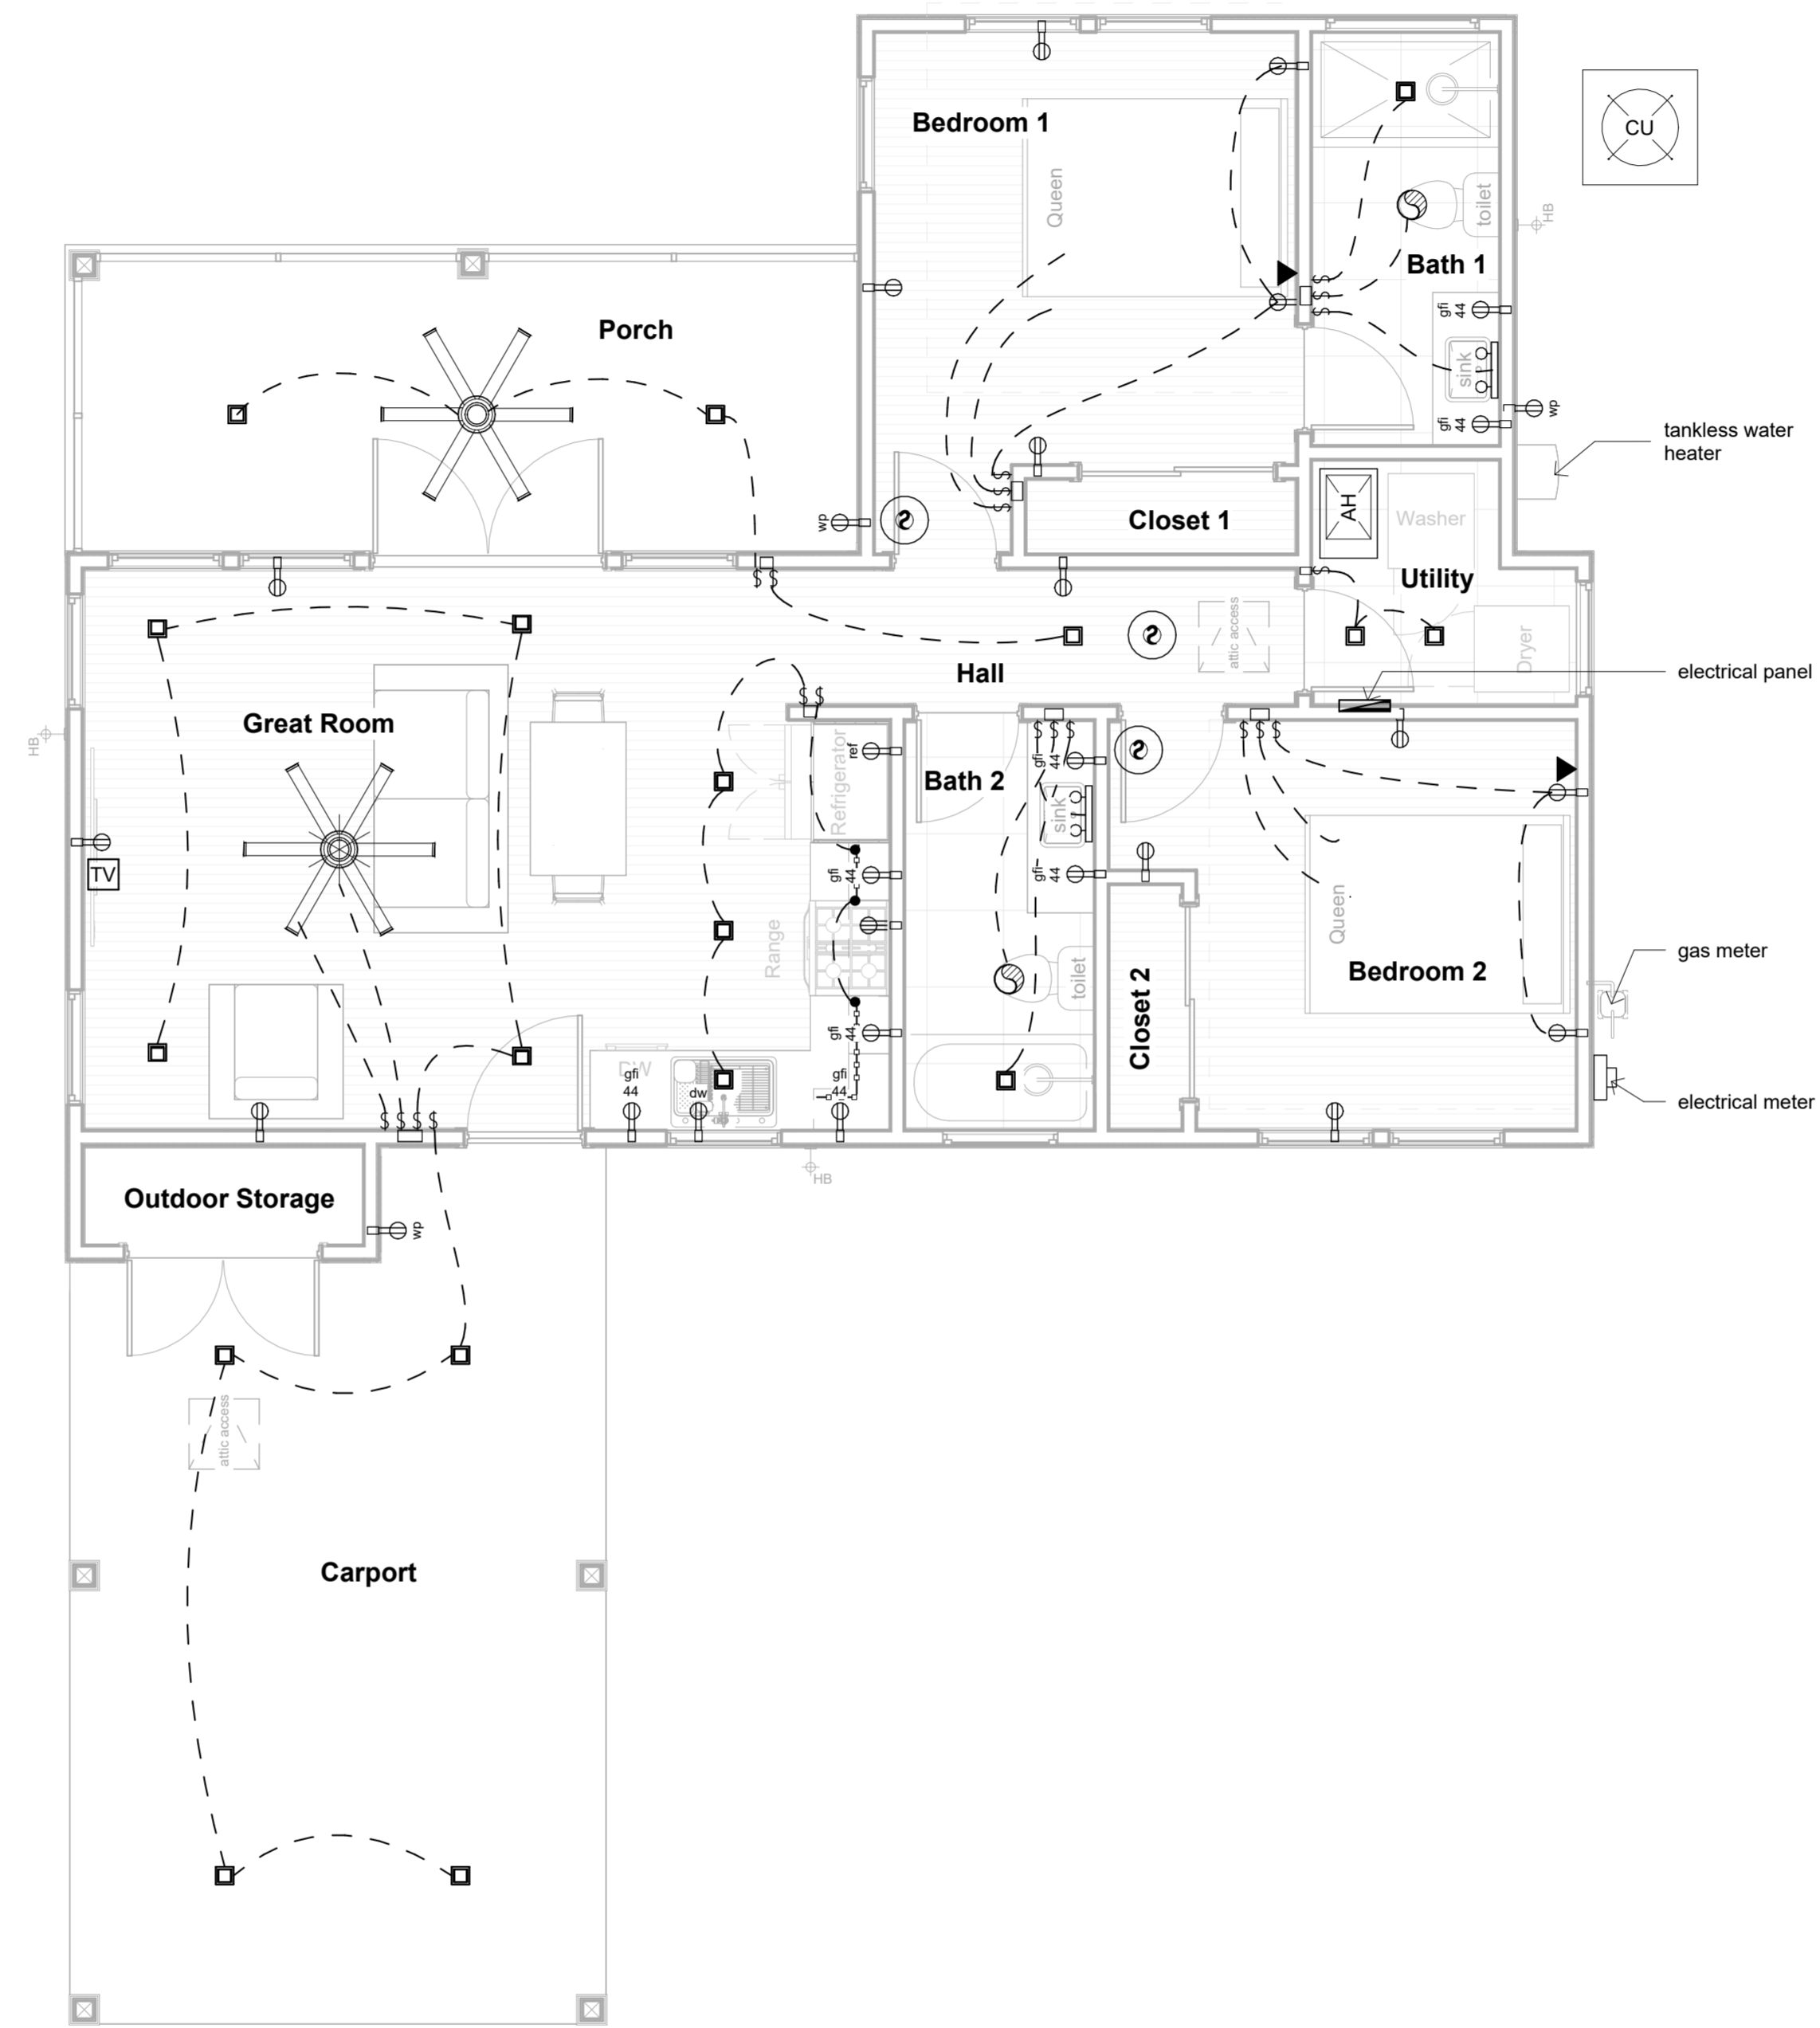 Bedroom 1
Queen
toilet
Bath 1
CU
HB
gfi
44
sink
gfi
44
wp
tankless water
heater
Porch
wp
S
Closet 1
AH
Washer
Utility
Dryer
S
attic access
Hall
electrical panel
Great Room
HB
TV
Refrigerator
ref
Bath 2
gfi
44
sink
gfi
44
S
toilet
Closet 2
Queen
Bedroom 2
gas meter
electrical meter
Range
gfi
44
gfi
44
DW
gfi
44
dw
gfi
44
HB
Outdoor Storage
wp
attic access
Carport
$ $ $
$ $ $
$
$ $
$ $
$ $ $
$ $ $
$ $ $ $